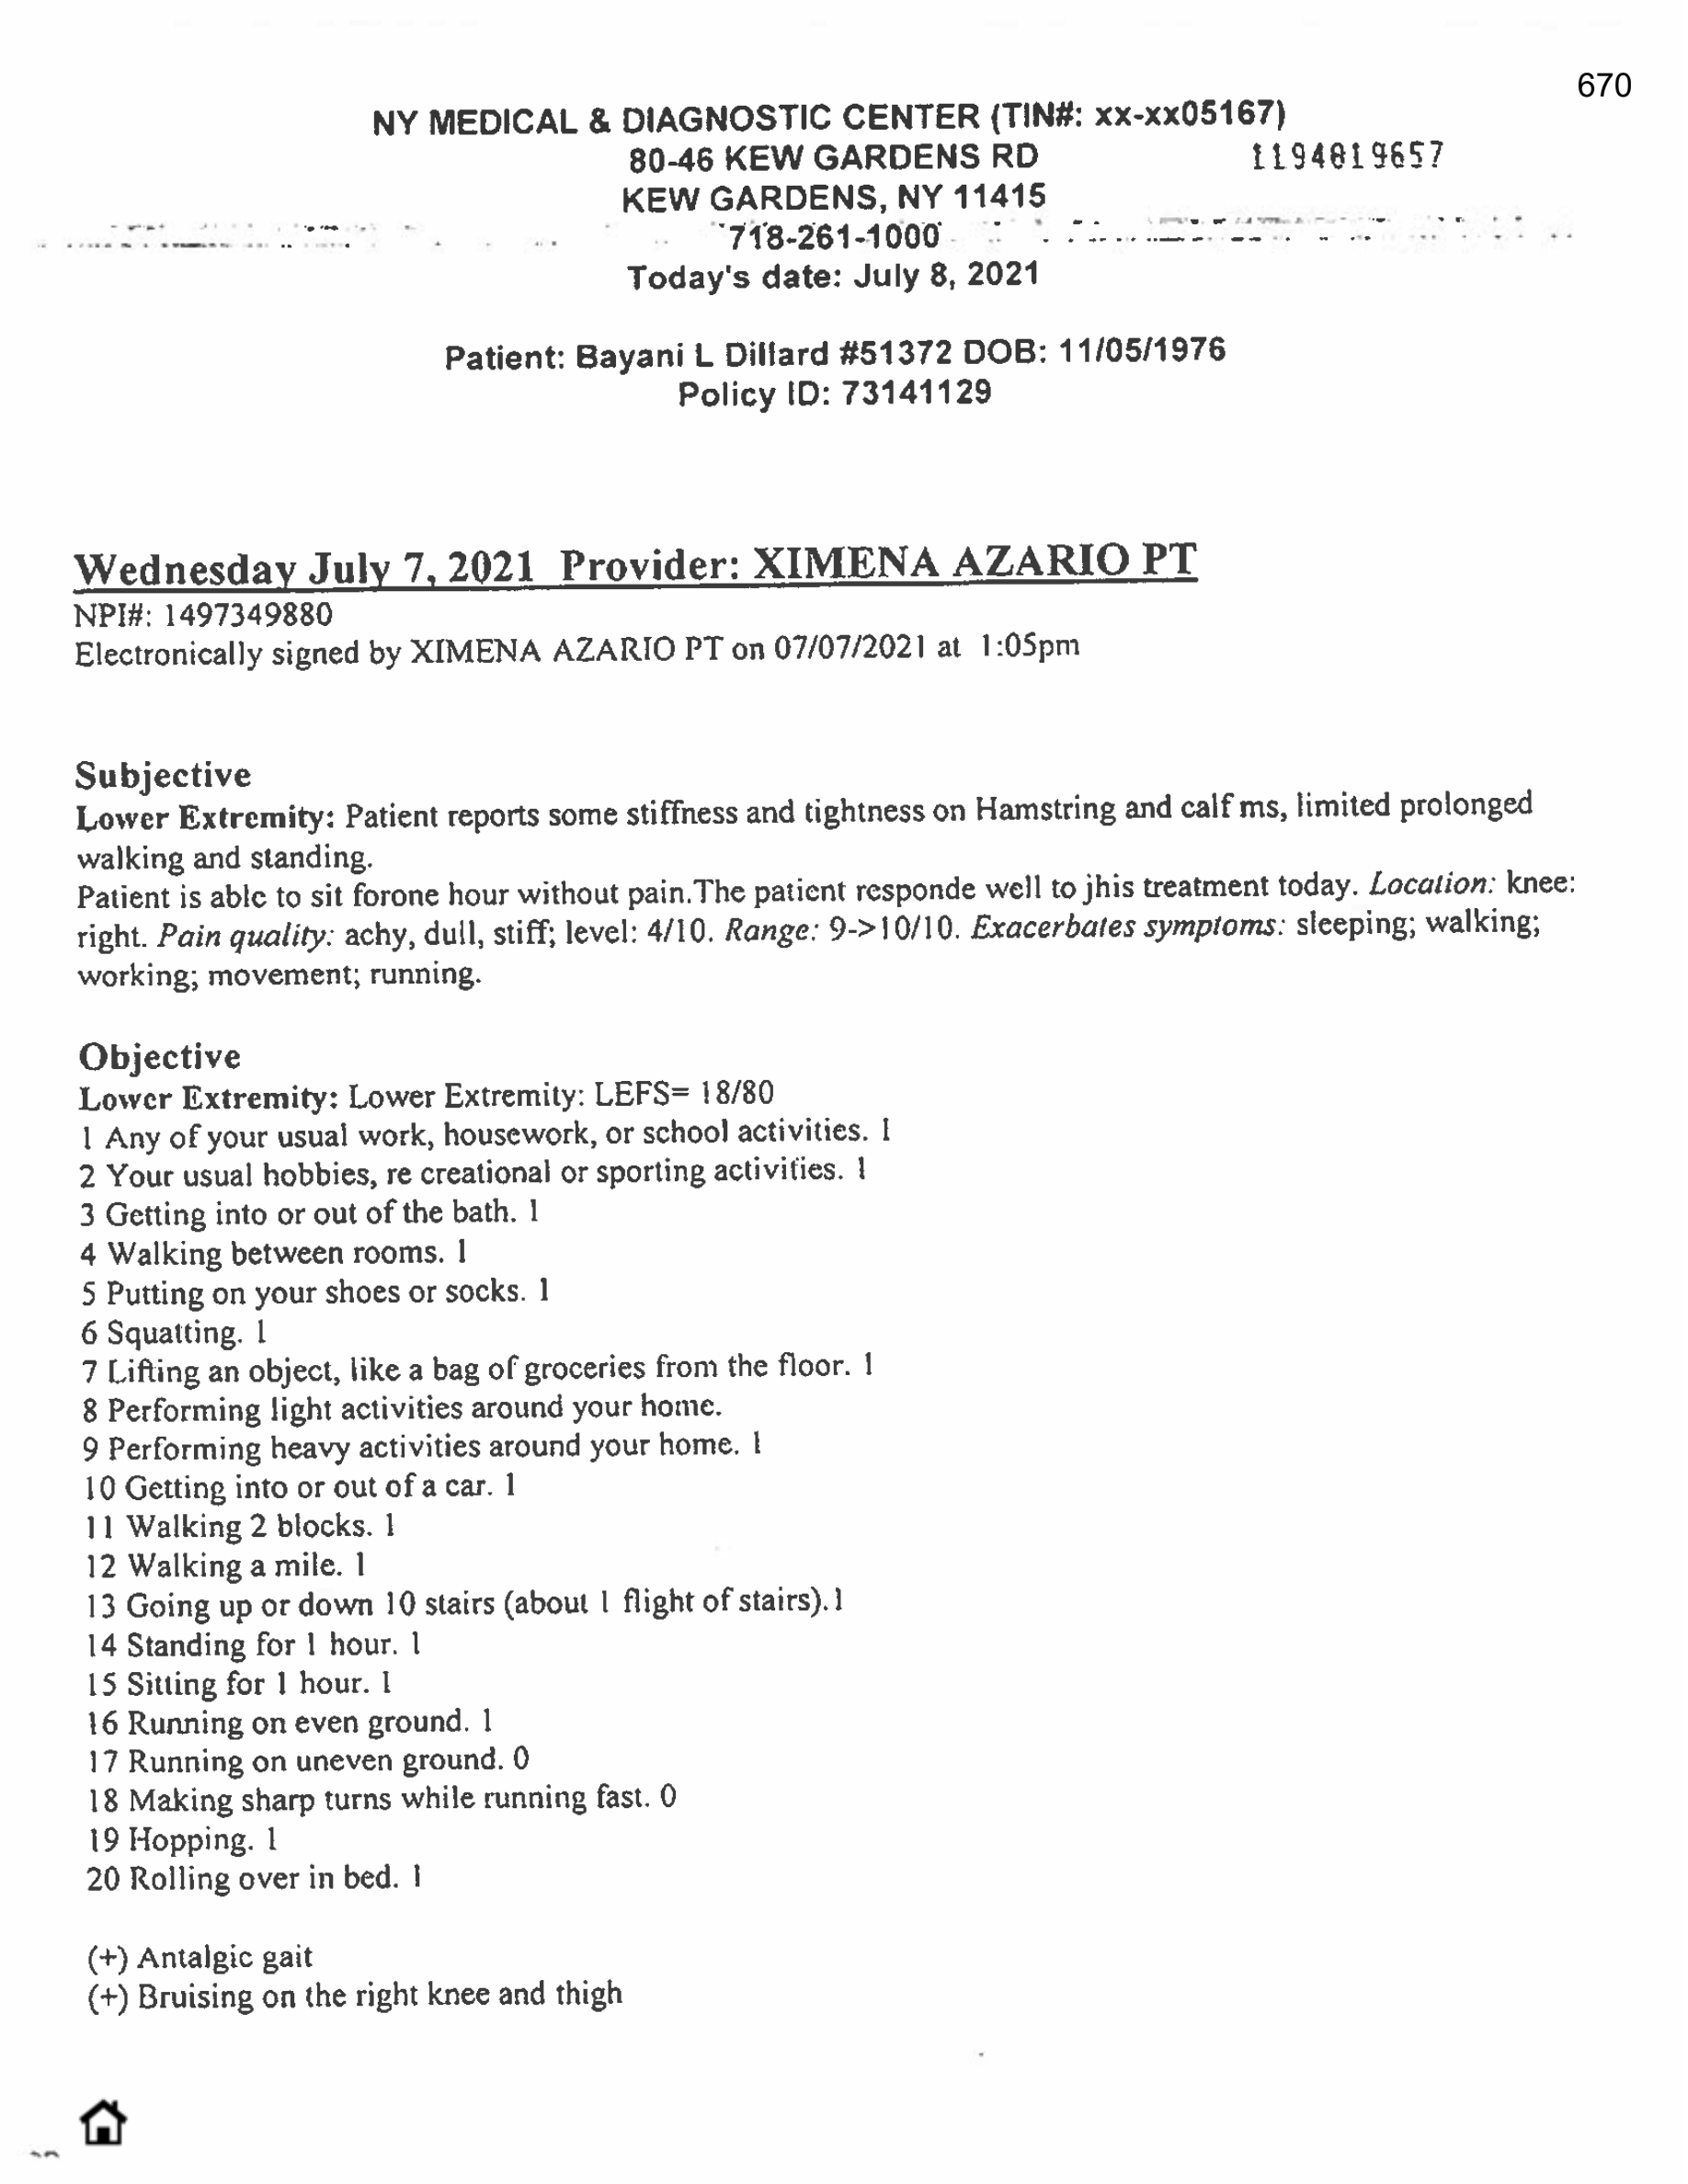 670
NY MEDICAL & DIAGNOSTIC CENTER (TIN#: xx-xx05167)
80-46 KEW GARDENS RD 1194819657
KEW GARDENS, NY 11415
718-261-1000
Today's date: July 8, 2021
Patient: Bayani L Dillard #51372 DOB: 11/05/1976
Policy ID: 73141129
Wednesday July 7, 2021 Provider: XIMENA AZARIO PT
NPI#: 1497349880
Electronically signed by XIMENA AZARIO PT on 07/07/2021 at 1:05pm
Subjective
Lower Extremity: Patient reports some stiffness and tightness on Hamstring and calf ms, limited prolonged
walking and standing.
Patient is able to sit forone hour without pain.The patient responde well to jhis treatment today. Location: knee:
right. Pain quality: achy, dull, stiff; level: 4/10. Range: 9->10/10. Exacerbates symptoms: sleeping; walking;
working; movement; running.
Objective
Lower Extremity: Lower Extremity: LEFS= 18/80
1 Any of your usual work, housework, or school activities. 1
2 Your usual hobbies, re creational or sporting activities. 1
3 Getting into or out of the bath. 1
4 Walking between rooms. 1
5 Putting on your shoes or socks. 1
6 Squatting. 1
7 Lifting an object, like a bag of groceries from the floor. 1
8 Performing light activities around your home.
9 Performing heavy activities around your home. 1
10 Getting into or out of a car. 1
11 Walking 2 blocks. 1
12 Walking a mile. 1
13 Going up or down 10 stairs (about 1 flight of stairs).1
14 Standing for 1 hour. 1
15 Sitting for 1 hour. 1
16 Running on even ground. 1
17 Running on uneven ground. 0
18 Making sharp turns while running fast. 0
19 Hopping. 1
20 Rolling over in bed. 1
(+) Antalgic gait
(+) Bruising on the right knee and thigh